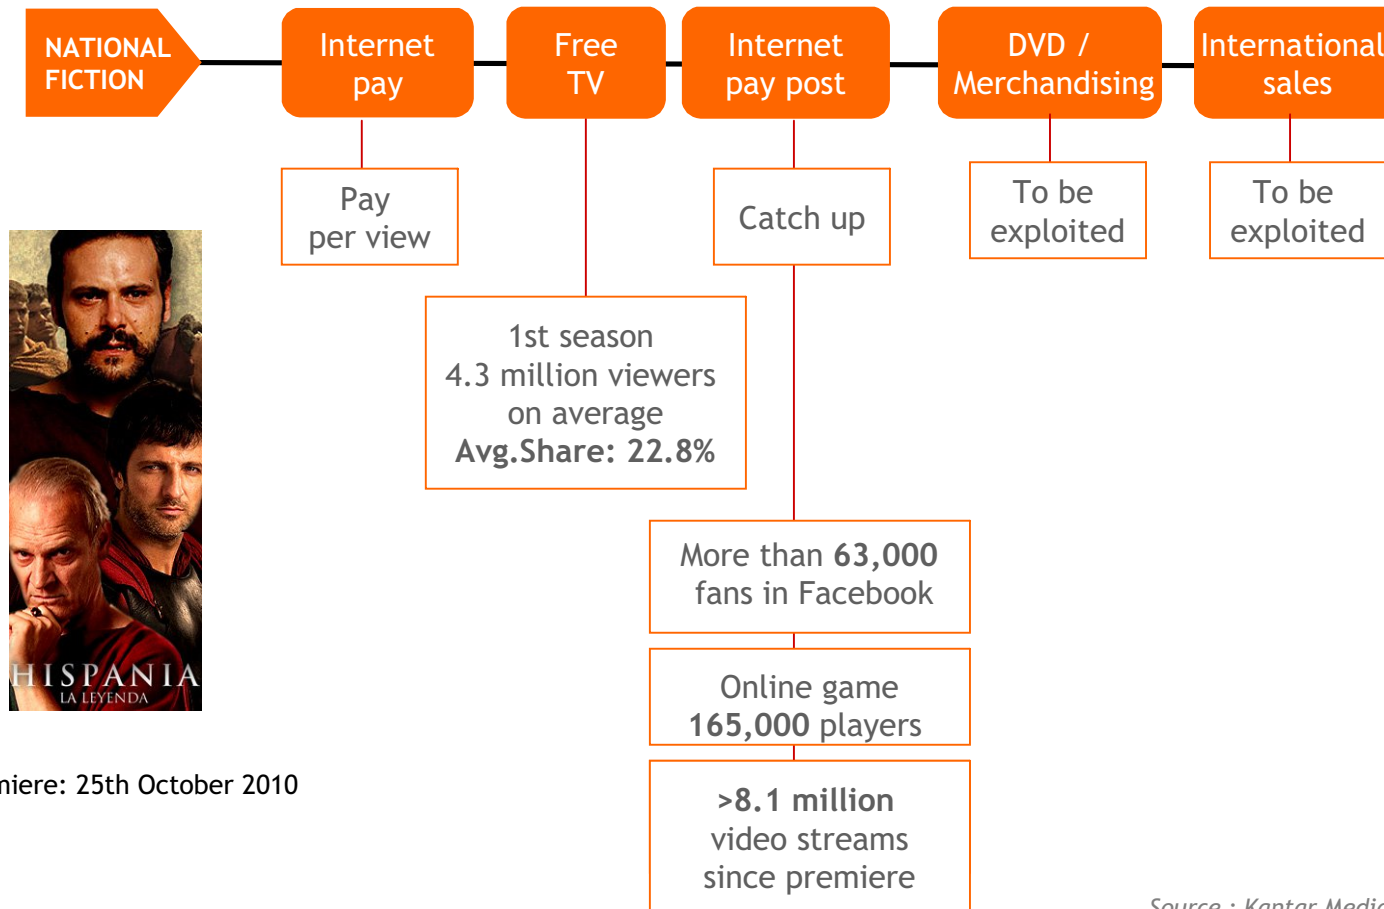 NATIONAL
FICTION
Internet
pay
Free
TV
Internet
pay post
DVD /
Merchandising
International
sales
Pay
per view
Catch up
To be
exploited
To be
exploited
1st season
4.3 million viewers
on average
Avg.Share: 22.8%
More than 63,000
fans in Facebook
Online game
165,000 players
>8.1 million
video streams
since premiere
HISPANIA
LA LEYENDA
miere: 25th October 2010
Source : Kantar Media